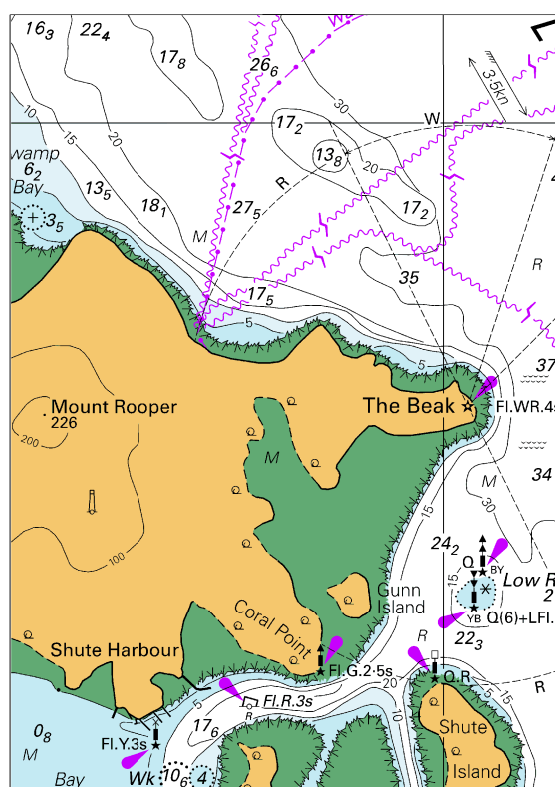 16₃
22₄
17₈
26₆
3.5kn
10
15
20
30
17₂
W
13₈
20
wamp
6₂
Bay
13₅
18₁
3₅
R
27₅
17₂
M
R
35
17₅
5
5
37
Mount Rooper
226
200
The Beak
Fl.WR.4s
M
M
34
30
15
100
24₂
Q
BY
15
Low R
2
Gunn
Island
YB
Q(6)+LFl.
Coral Point
R
22₃
Shute Harbour
Fl.G.2·5s
Q.R
R
20
Fl.R.3s
R
5
15
10
0₈
M
17₆
Fl.Y.3s
Shute
Island
Bay
Wk
10₆
4